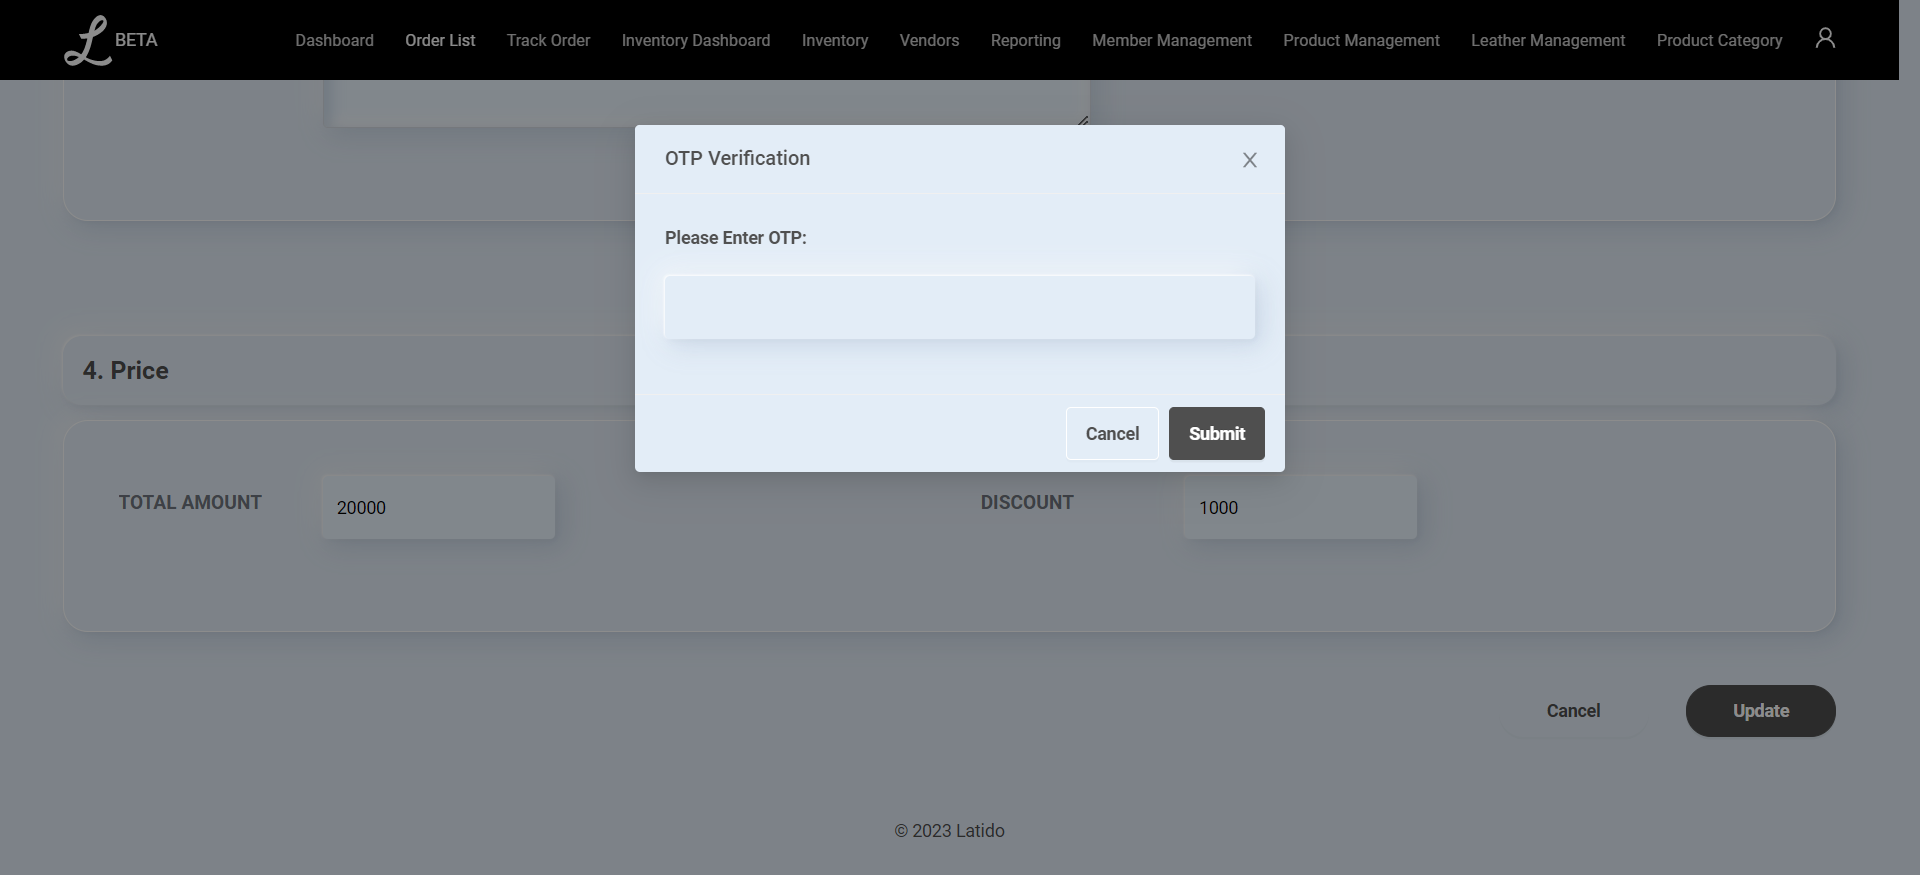 L BETA Dashboard Order List Track Order Inventory Dashboard Inventory Vendors Reporting Member Management Product Management Leather Management Product Category
OTP Verification
Please Enter OTP:
Cancel Submit
4. Price
TOTAL AMOUNT 20000 DISCOUNT 1000
Cancel Update
© 2023 Latido